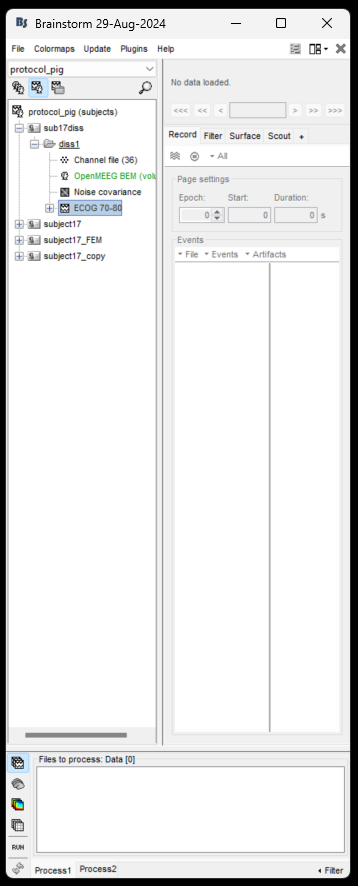 Brainstorm 29-Aug-2024
File Colormaps Update Plugins Help
protocol_pig
No data loaded.
<<< << < > >> >>>
protocol_pig (subjects)
sub17diss
diss1
Channel file (36)
OpenMEEG BEM (volu
Noise covariance
ECOG 70-80
subject17
subject17_FEM
subject17_copy
Record Filter Surface Scout +
All
Page settings
Epoch: Start: Duration:
0 0 0 s
Events
File Events Artifacts
Files to process: Data [0]
RUN
Process1 Process2 Filter